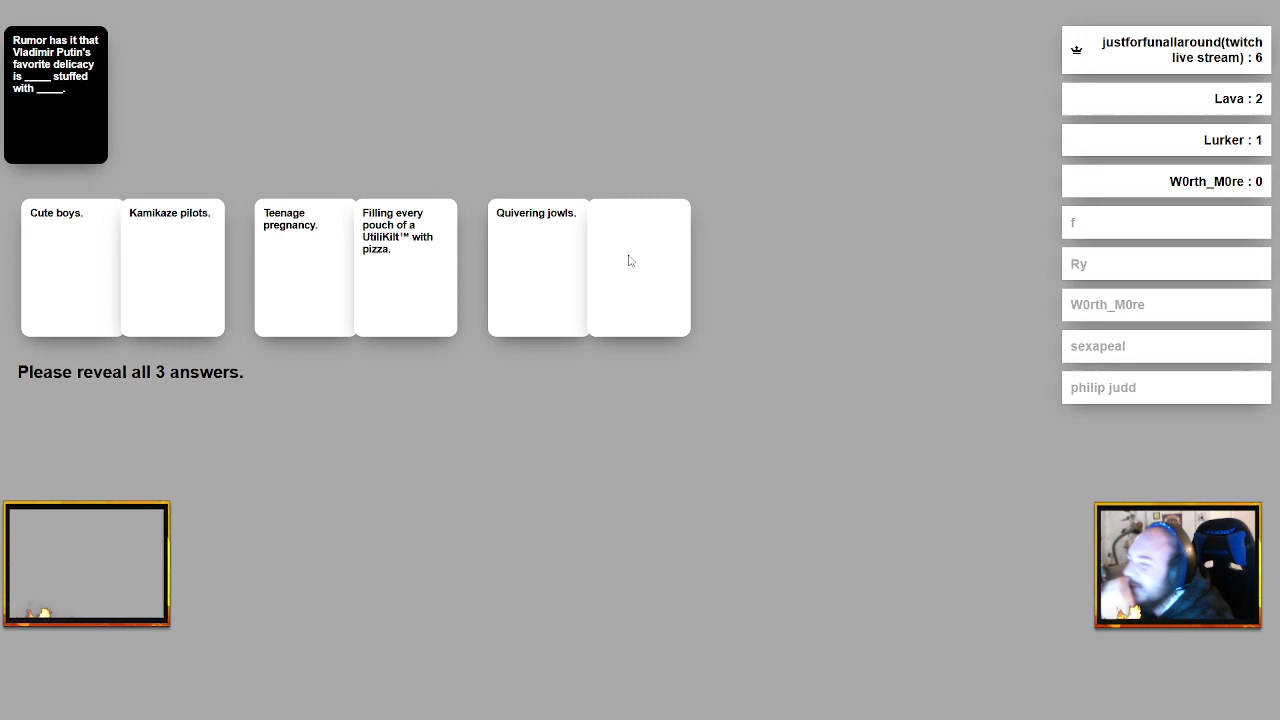 Rumor has it that
Vladimir Putin's
favorite delicacy
is _____ stuffed
with _____.
Cute boys.
Kamikaze pilots.
Teenage
pregnancy.
Filling every
pouch of a
UtiliKilt™ with
pizza.
Quivering jowls.
Please reveal all 3 answers.
justforfunallaround(twitch
live stream) : 6
Lava : 2
Lurker : 1
W0rth_M0re : 0
f
Ry
W0rth_M0re
sexapeal
philip judd